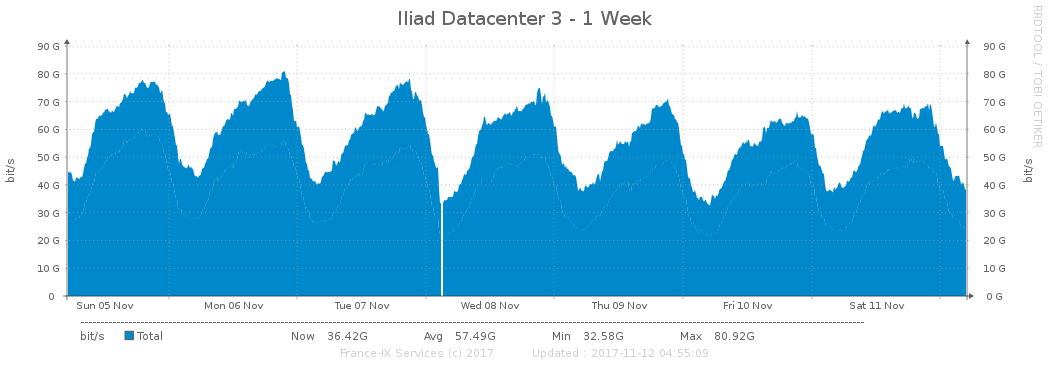 Iliad Datacenter 3 - 1 Week
RRDTOOL / TOBI OETIKER
90 G 90 G
80 G 80 G
70 G 70 G
60 G 60 G
50 G 50 G
40 G 40 G
30 G 30 G
20 G 20 G
10 G 10 G
0 0 G
bit/s bit/s
Sun 05 Nov Mon 06 Nov Tue 07 Nov Wed 08 Nov Thu 09 Nov Fri 10 Nov Sat 11 Nov
bit/s Total Now 36.42G Avg 57.49G Min 32.58G Max 80.92G
France-IX Services (c) 2017 Updated : 2017-11-12 04:55:09